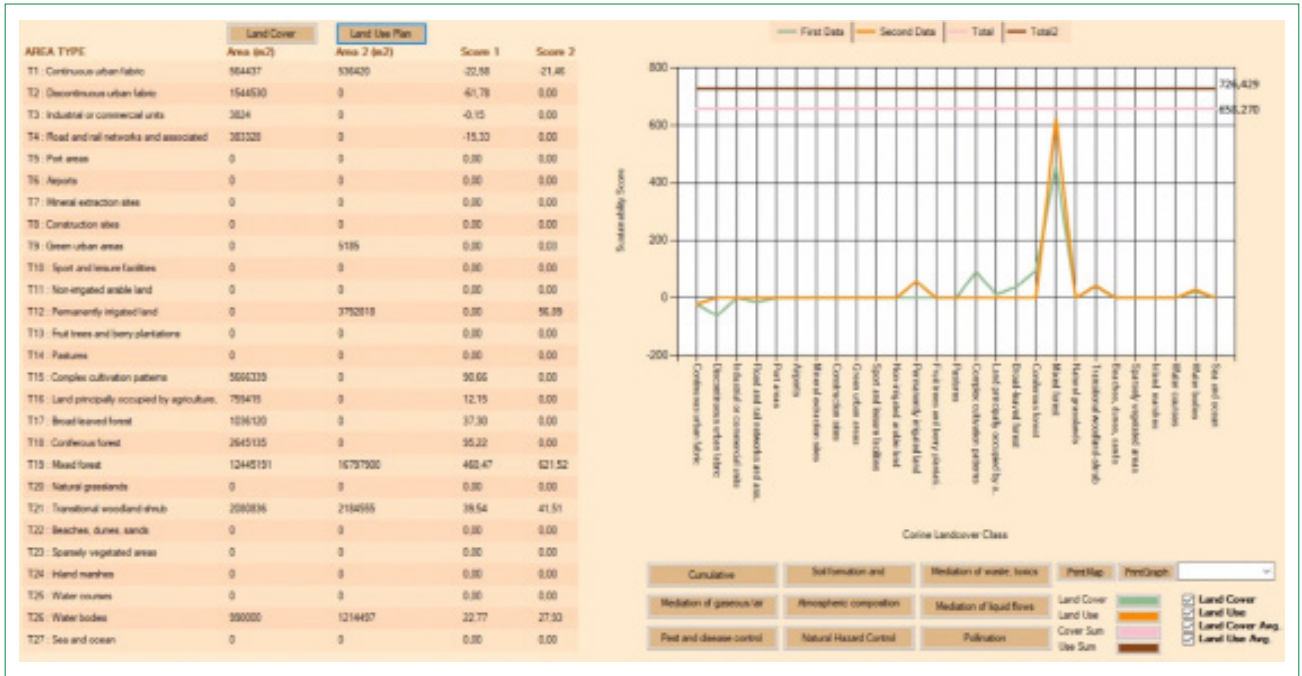 Land Cover Land Use Plan
AREA TYPE Area (m2) Area 2 (m2) Score 1 Score 2
T1 : Continuous urban fabric 564437 536420 -22,58 -21,46
T2 : Discontinuous urban fabric 1544530 0 -61,78 0,00
T3 : Industrial or commercial units 3824 0 -0,15 0,00
T4 : Road and rail networks and associated 383328 0 -15,33 0,00
T5 : Port areas 0 0 0,00 0,00
T6 : Airports 0 0 0,00 0,00
T7 : Mineral extraction sites 0 0 0,00 0,00
T8 : Construction sites 0 0 0,00 0,00
T9 : Green urban areas 0 5185 0,00 0,03
T10 : Sport and leisure facilities 0 0 0,00 0,00
T11 : Non-irrigated arable land 0 0 0,00 0,00
T12 : Permanently irrigated land 0 3792818 0,00 56,89
T13 : Fruit trees and berry plantations 0 0 0,00 0,00
T14 : Pastures 0 0 0,00 0,00
T15 : Complex cultivation patterns 5666339 0 90,66 0,00
T16 : Land principally occupied by agriculture, 759415 0 12,15 0,00
T17 : Broad-leaved forest 1036120 0 37,30 0,00
T18 : Coniferous forest 2645135 0 95,22 0,00
T19 : Mixed forest 12445191 16797900 460,47 621,52
T20 : Natural grasslands 0 0 0,00 0,00
T21 : Transitional woodland-shrub 2080836 2184555 39,54 41,51
T22 : Beaches, dunes, sands 0 0 0,00 0,00
T23 : Sparsely vegetated areas 0 0 0,00 0,00
T24 : Inland marshes 0 0 0,00 0,00
T25 : Water courses 0 0 0,00 0,00
T26 : Water bodies 990000 1214497 22,77 27,93
T27 : Sea and ocean 0 0 0,00 0,00
First Data Second Data Total Total2
800
600
400
200
0
-200
726,429
658,270
Sustainability Score
Continuous urban fabric
Discontinuous urban fabric
Industrial or commercial units
Road and rail networks and ass..
Port areas
Airports
Mineral extraction sites
Construction sites
Green urban areas
Sport and leisure facilities
Non-irrigated arable land
Permanently irrigated land
Fruit trees and berry plantati..
Pastures
Complex cultivation patterns
Land principally occupied by a..
Broad-leaved forest
Coniferous forest
Mixed forest
Natural grasslands
Transitional woodland-shrub
Beaches, dunes, sands
Sparsely vegetated areas
Inland marshes
Water courses
Water bodies
Sea and ocean
Corine Landcover Class
Cumulative Soil formation and Mediation of waste, toxics PrintMap PrintGraph
Mediation of gaseous/air Atmospheric composition Mediation of liquid flows
Pest and disease control Natural Hazard Control Pollination
Land Cover
Land Use
Cover Sum
Use Sum
Land Cover
Land Use
Land Cover Avg.
Land Use Avg.